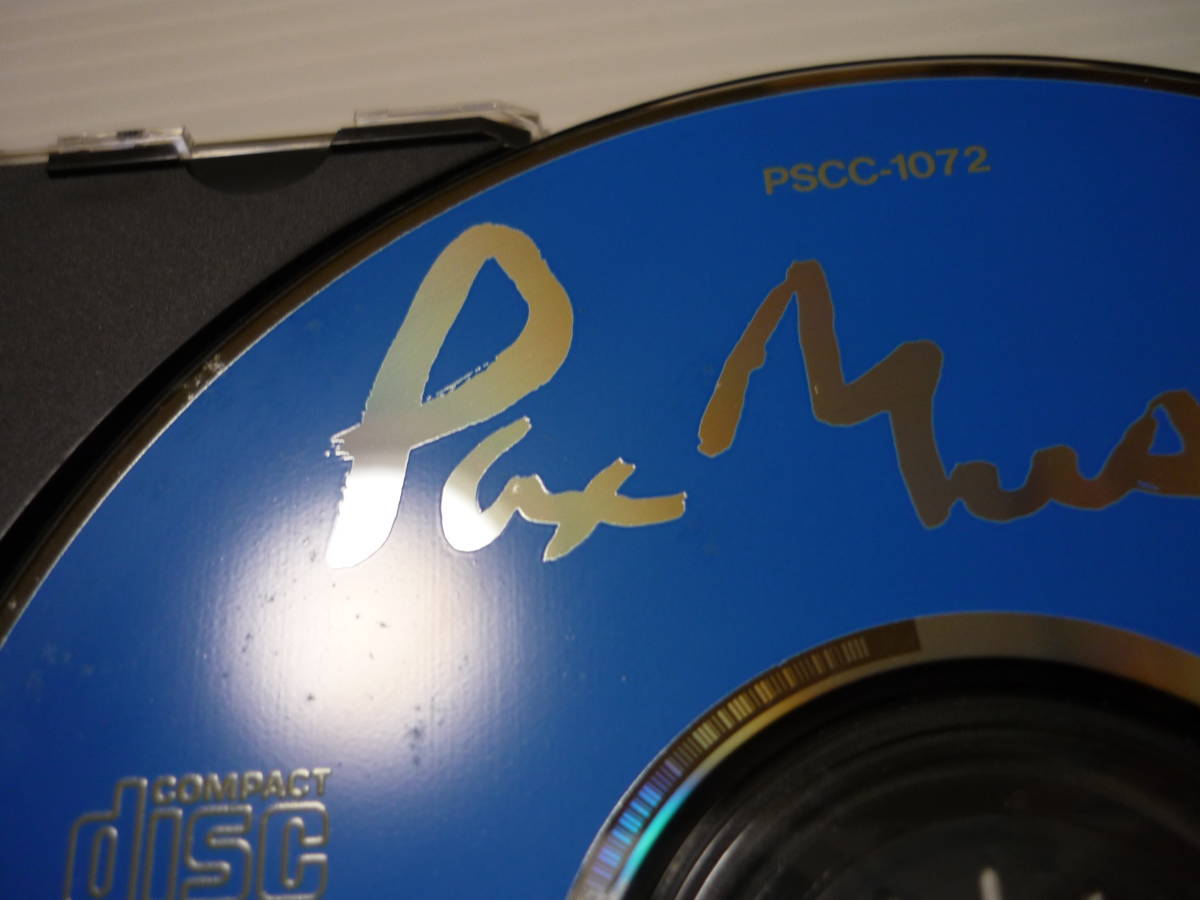 PSCC-1072
Pax
COMPACT
disc